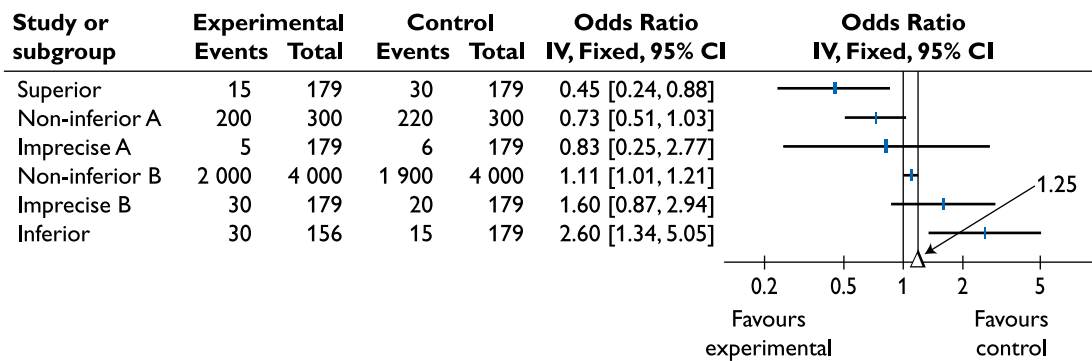 Study or Experimental Control Odds Ratio Odds Ratio
subgroup Events Total Events Total IV, Fixed, 95% CI IV, Fixed, 95% CI
Superior 15 179 30 179 0.45 [0.24, 0.88]
Non-inferior A 200 300 220 300 0.73 [0.51, 1.03]
Imprecise A 5 179 6 179 0.83 [0.25, 2.77]
Non-inferior B 2 000 4 000 1 900 4 000 1.11 [1.01, 1.21]
1.25
Imprecise B 30 179 20 179 1.60 [0.87, 2.94]
Inferior 30 156 15 179 2.60 [1.34, 5.05]
Δ
0.2 0.5 1 2 5
Favours Favours
experimental control